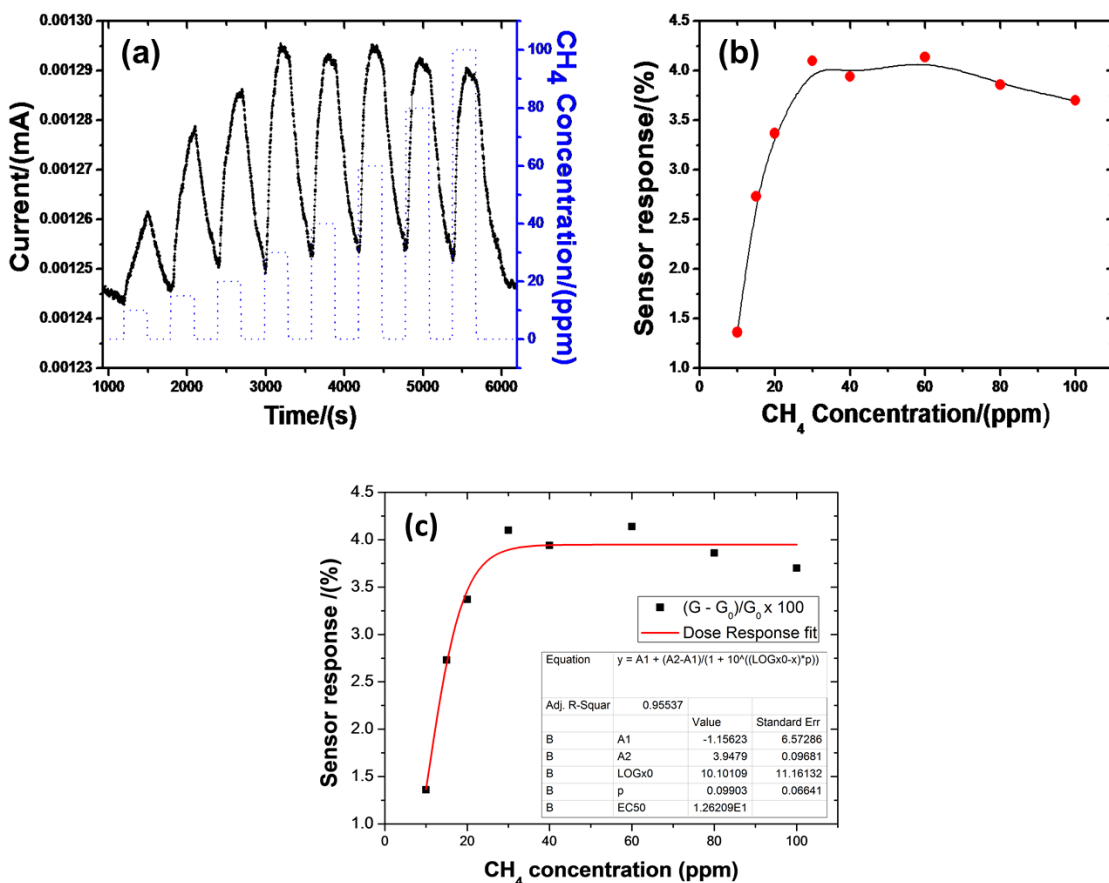 (a)
Current/(mA)
0.00130
0.00129
0.00129
0.00128
0.00127
0.00126
0.00125
0.00124
0.00123
1000 2000 3000 4000 5000 6000
Time/(s)
100
80
60
40
20
0
CH4 Concentration/(ppm)
(b)
Sensor response/(%)
4.5
4.0
3.5
3.0
2.5
2.0
1.5
1.0
0 20 40 60 80 100
CH4 Concentration/(ppm)
(c)
Sensor response /(%)
4.5
4.0
3.5
3.0
2.5
2.0
1.5
1.0
(G - G0)/G0 x 100
Dose Response fit
Equation y = A1 + (A2-A1)/(1 + 10^((LOGx0-x)*p))
Adj. R-Squar 0.95537
Value Standard Err
B A1 -1.15623 6.57286
B A2 3.9479 0.09681
B LOGx0 10.10109 11.16132
B p 0.09903 0.06641
B EC50 1.26209E1
0 20 40 60 80 100
CH4 concentration (ppm)